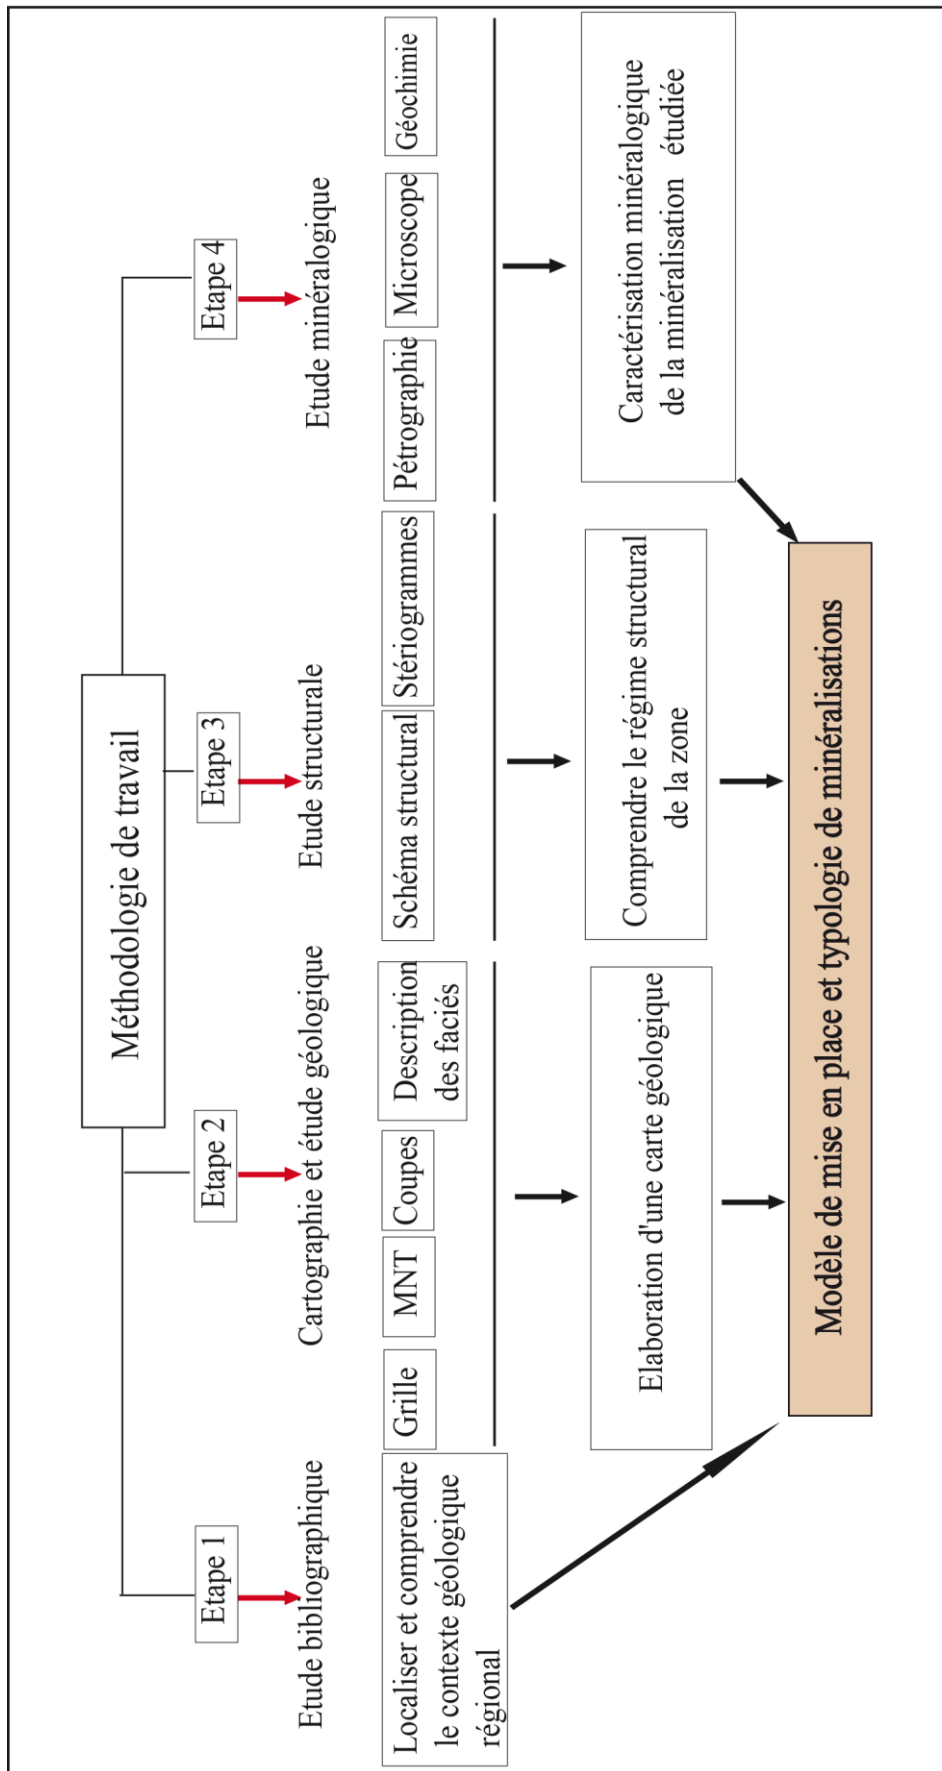 Méthodologie de travail
Etape 1
Etape 2
Etape 3
Etape 4
Etude bibliographique
Cartographie et étude géologique
Etude structurale
Etude minéralogique
Localiser et comprendre
le contexte géologique
régional
Grille
MNT
Coupes
Description
des faciés
Schéma structural
Stériogrammes
Pétrographie
Microscope
Géochimie
Elaboration d'une carte géologique
Comprendre le régime structural
de la zone
Caractérisation minéralogique
de la minéralisation étudiée
Modèle de mise en place et typologie de minéralisations